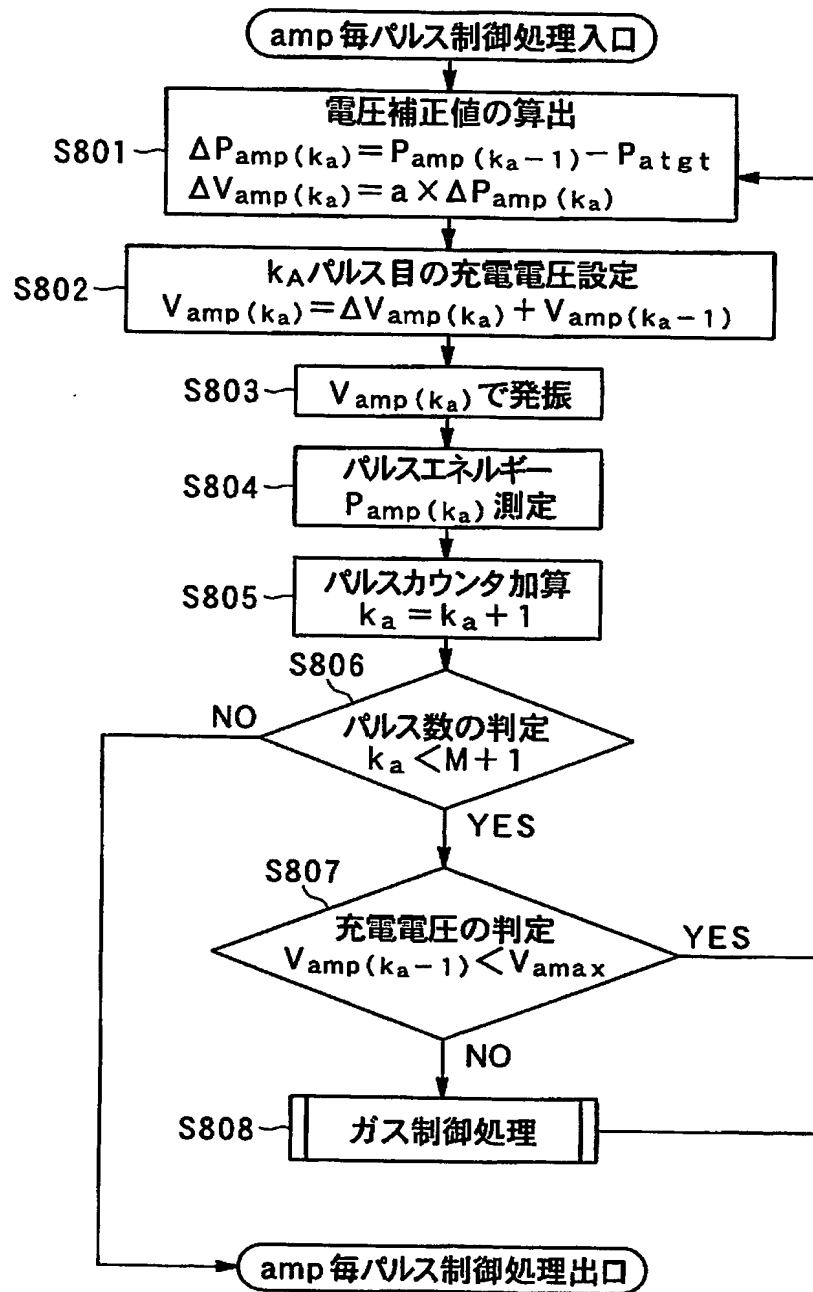 amp毎パルス制御処理入口
電圧補正値の算出
S801
ΔPamp(ka)=Pamp(ka−1)−Patgt
ΔVamp(ka)=a×ΔPamp(ka)
kAパルス目の充電電圧設定
S802
Vamp(ka)=ΔVamp(ka)+Vamp(ka−1)
S803
Vamp(ka)で発振
パルスエネルギー
S804
Pamp(ka)測定
パルスカウンタ加算
S805
ka=ka+1
S806
NO
パルス数の判定
ka<M+1
YES
S807
充電電圧の判定
YES
Vamp(ka−1)<Vamax
NO
S808
ガス制御処理
amp毎パルス制御処理出口